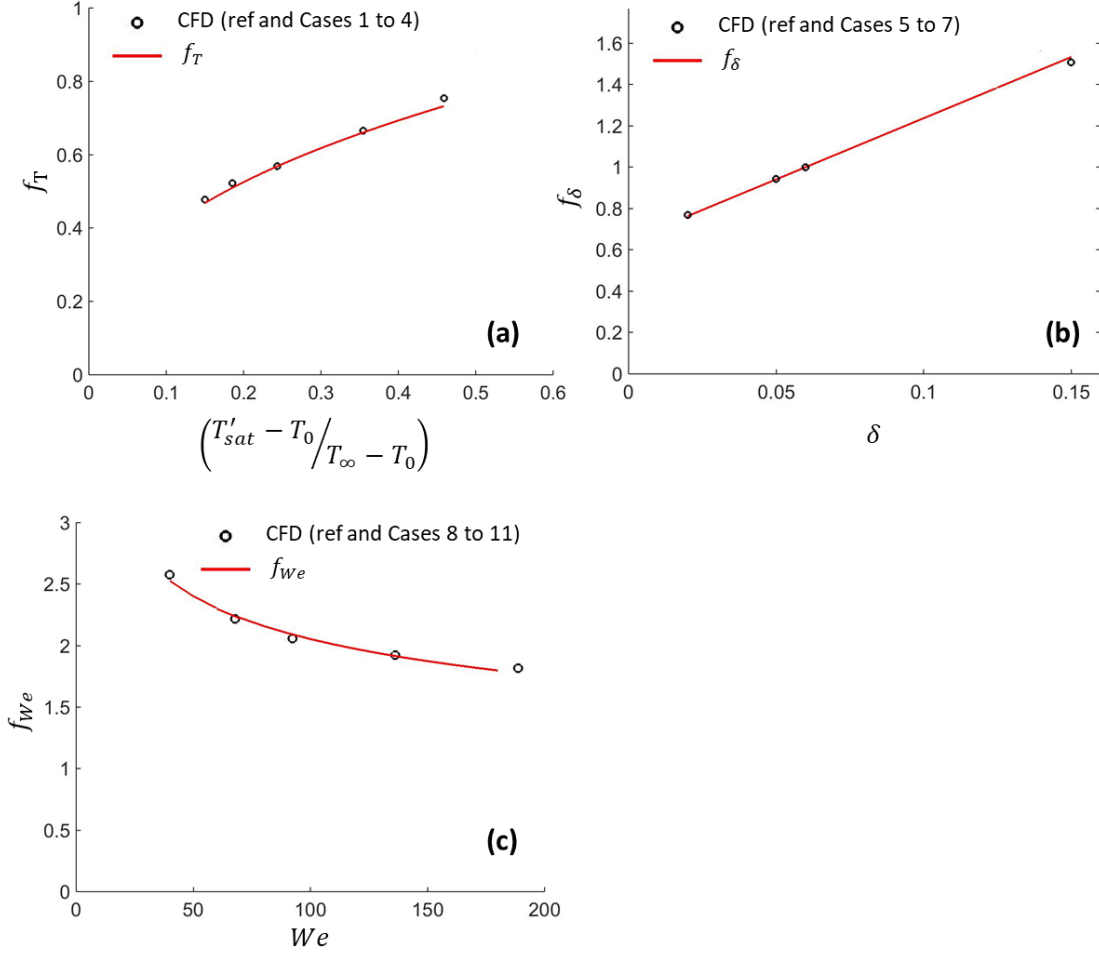 CFD (ref and Cases 1 to 4)
f_T
1
0.8
0.6
0.4
0.2
0
f_T
0 0.1 0.2 0.3 0.4 0.5 0.6
(T'_sat − T_0 / T_∞ − T_0)
(a)
CFD (ref and Cases 5 to 7)
f_δ
1.6
1.4
1.2
1
0.8
0.6
0.4
0.2
0
f_δ
0 0.05 0.1 0.15
δ
(b)
CFD (ref and Cases 8 to 11)
f_We
3
2.5
2
1.5
1
0.5
0
f_We
0 50 100 150 200
We
(c)